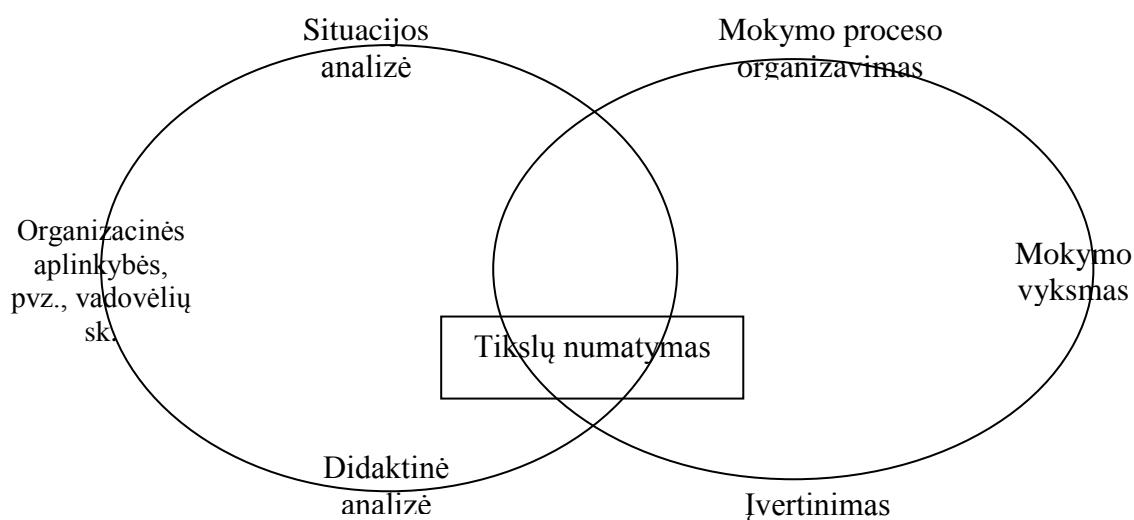 Situacijos
analizė
Mokymo proceso
organizavimas
Organizacinės
aplinkybės,
pvz., vadovėlių
sk.
Mokymo
vyksmas
Tikslų numatymas
Didaktinė
analizė
Įvertinimas